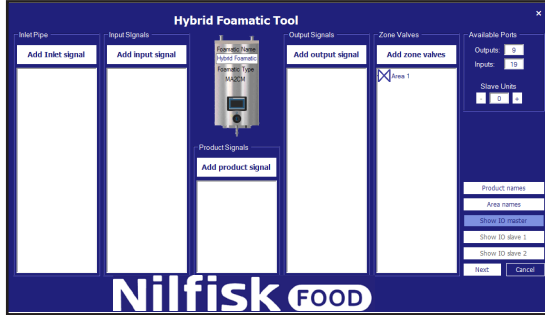 Hybrid Foamatic Tool
×
Inlet Pipe
Add Inlet signal
Input Signals
Add input signal
Foamatic Name
Hybrid Foamatic
Foamatic Type
MA2CM
Product Signals
Add product signal
Output Signals
Add output signal
Zone Valves
Add zone valves
Area 1
Available Ports
Outputs: 9
Inputs: 19
Slave Units
- 0 +
Product names
Area names
Show IO master
Show IO slave 1
Show IO slave 2
Next Cancel
Nilfisk FOOD